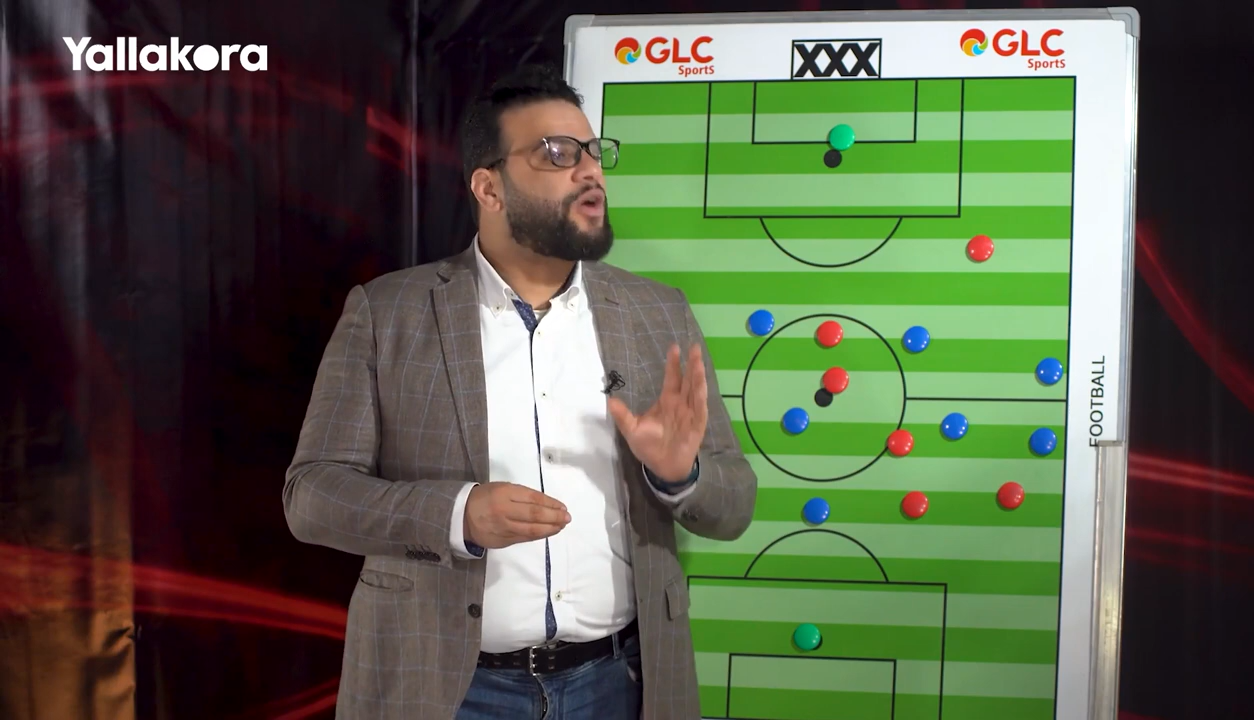 Yallakora
GLC
Sports
XXX
GLC
Sports
FOOTBALL